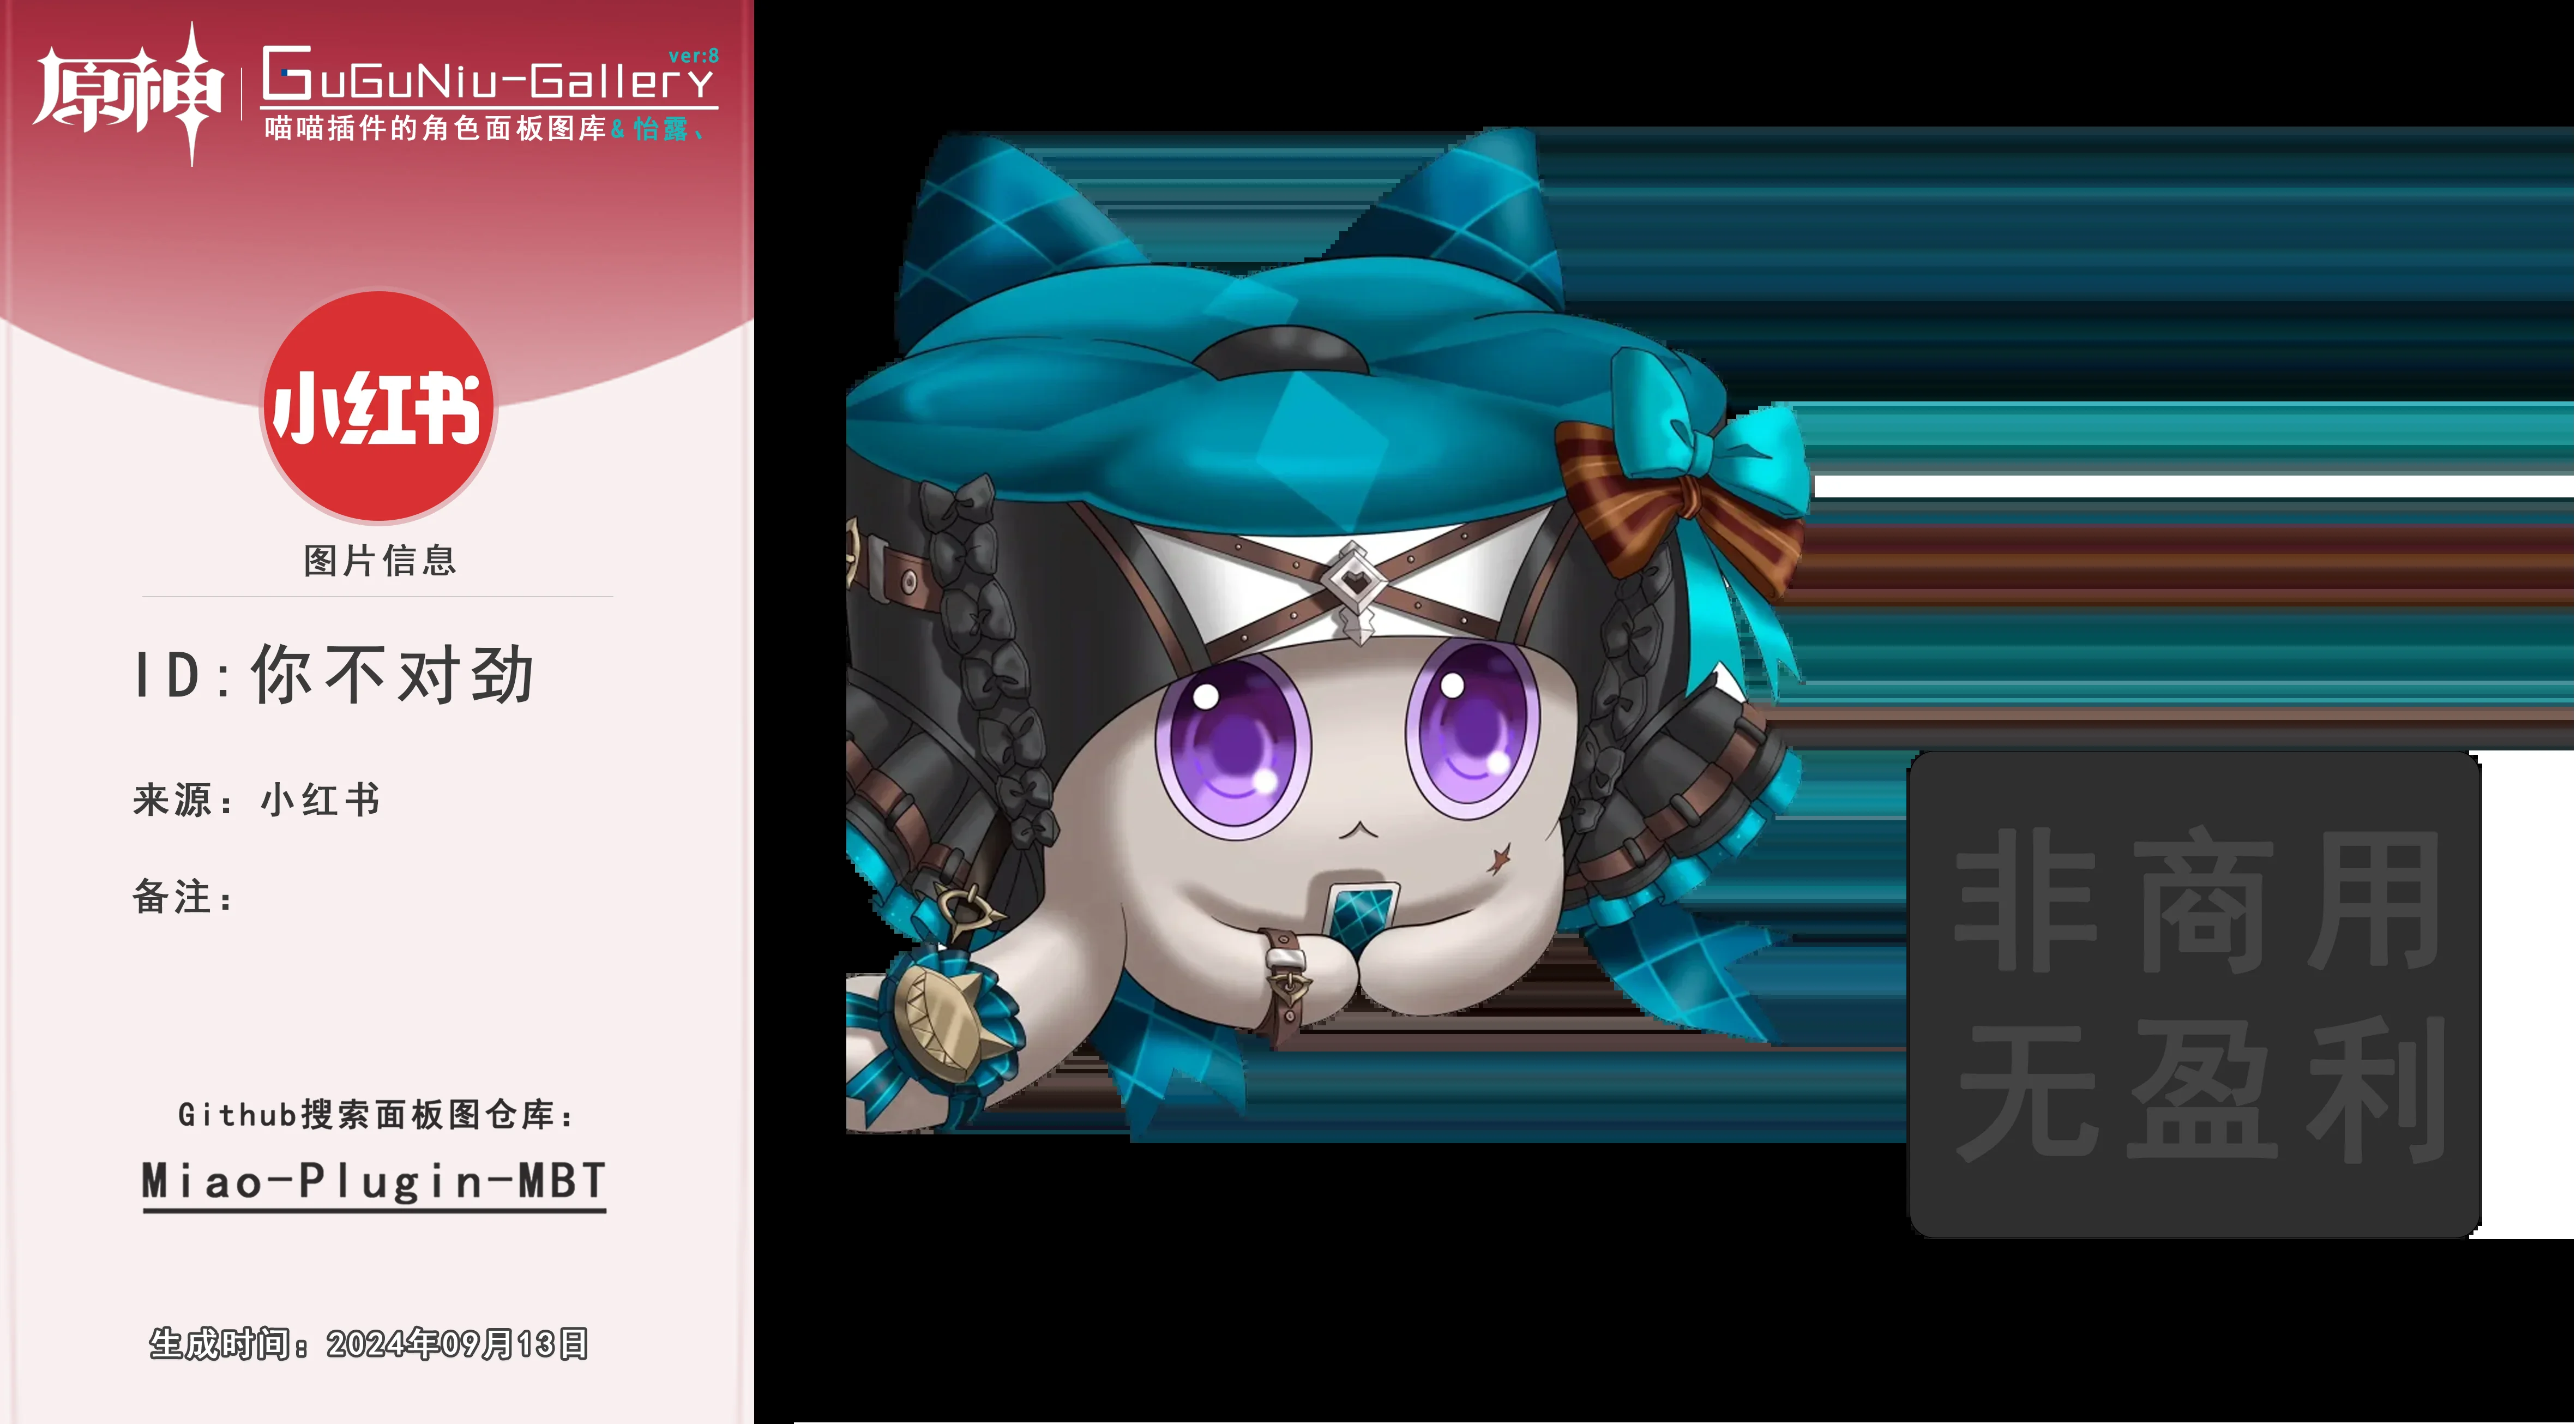 原神
GuGuNiu-Gallery
ver:8
喵喵插件的角色面板图库& 怡露、
小红书
图片信息
ID:你不对劲
来源：小红书
备注：
Github搜索面板图仓库：
Miao-Plugin-MBT
生成时间：2024年09月13日
非商用
无盈利